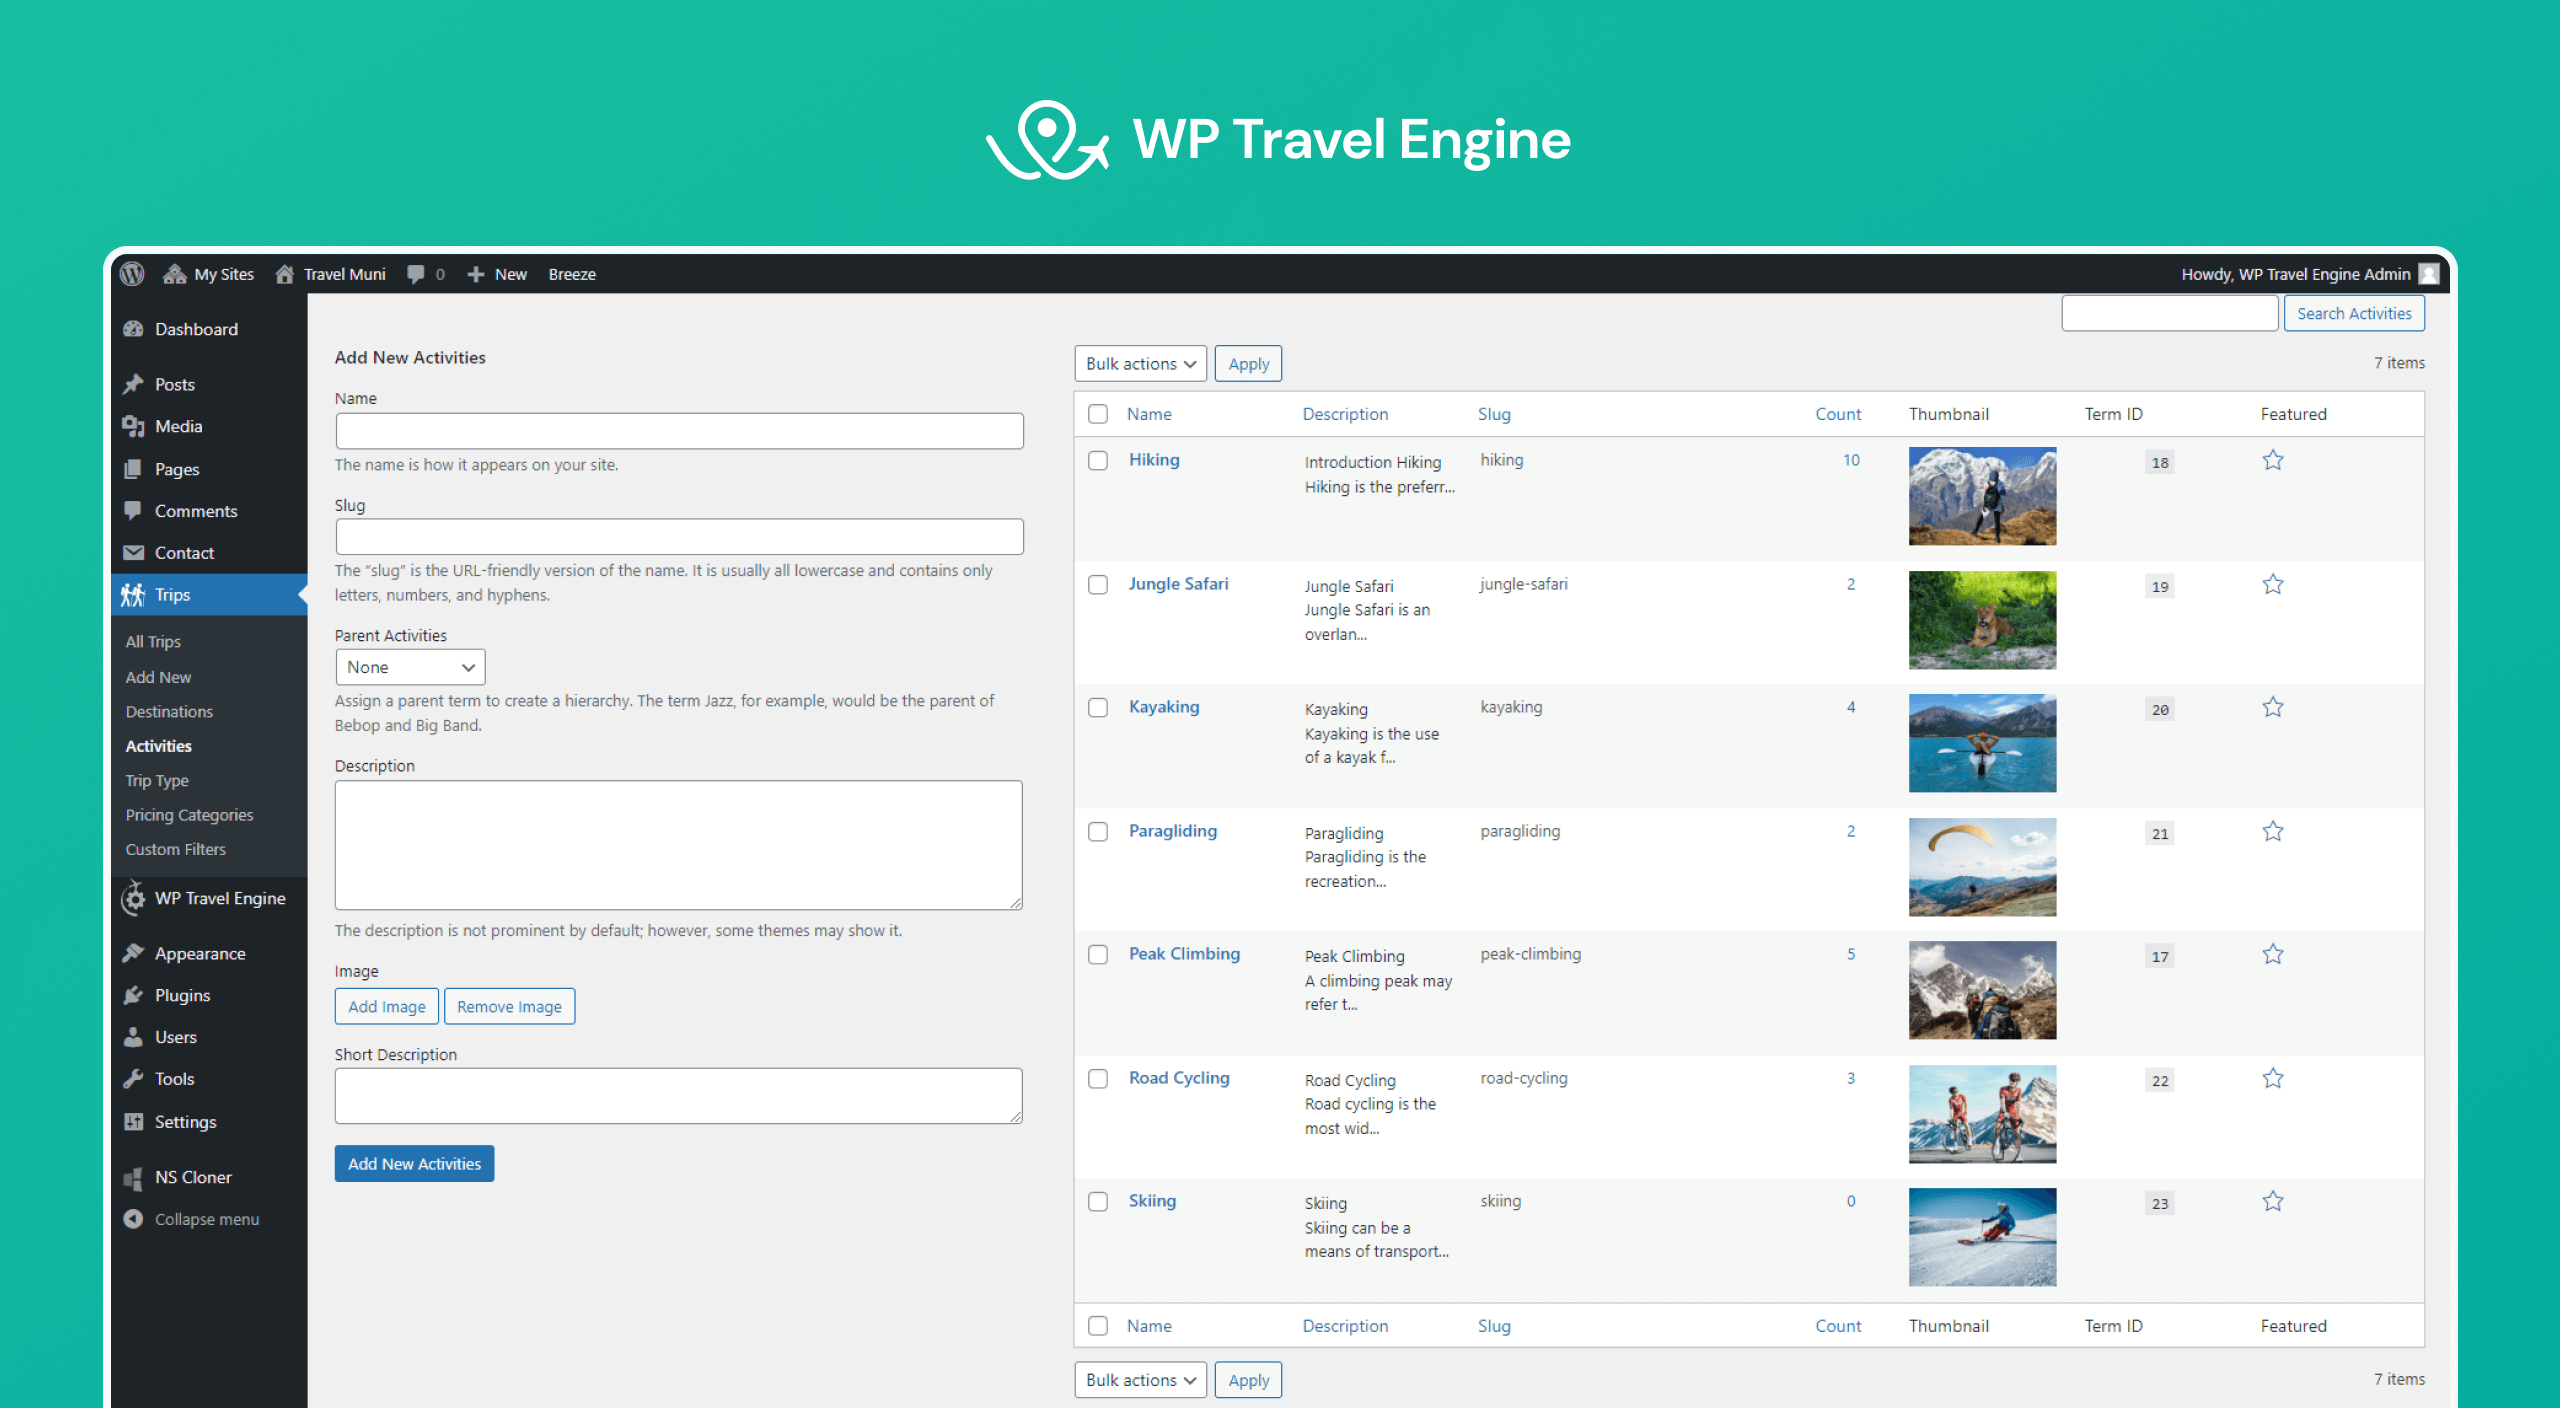 WP Travel Engine
My Sites
Travel Muni
0
New
Breeze
Howdy, WP Travel Engine Admin
Dashboard
Posts
Media
Pages
Comments
Contact
Trips
All Trips
Add New
Destinations
Activities
Trip Type
Pricing Categories
Custom Filters
WP Travel Engine
Appearance
Plugins
Users
Tools
Settings
NS Cloner
Collapse menu
Add New Activities
Name
The name is how it appears on your site.
Slug
The “slug” is the URL-friendly version of the name. It is usually all lowercase and contains only
letters, numbers, and hyphens.
Parent Activities
None
Assign a parent term to create a hierarchy. The term Jazz, for example, would be the parent of
Bebop and Big Band.
Description
The description is not prominent by default; however, some themes may show it.
Image
Add Image Remove Image
Short Description
Add New Activities
Search Activities
Bulk actions Apply
7 items
Name Description Slug Count Thumbnail Term ID Featured
Hiking
Introduction Hiking
Hiking is the preferr...
hiking
10
18
Jungle Safari
Jungle Safari
Jungle Safari is an
overlan...
jungle-safari
2
19
Kayaking
Kayaking
Kayaking is the use
of a kayak f...
kayaking
4
20
Paragliding
Paragliding
Paragliding is the
recreation...
paragliding
2
21
Peak Climbing
Peak Climbing
A climbing peak may
refer t...
peak-climbing
5
17
Road Cycling
Road Cycling
Road cycling is the
most wid...
road-cycling
3
22
Skiing
Skiing
Skiing can be a
means of transport...
skiing
0
23
Name Description Slug Count Thumbnail Term ID Featured
Bulk actions Apply
7 items